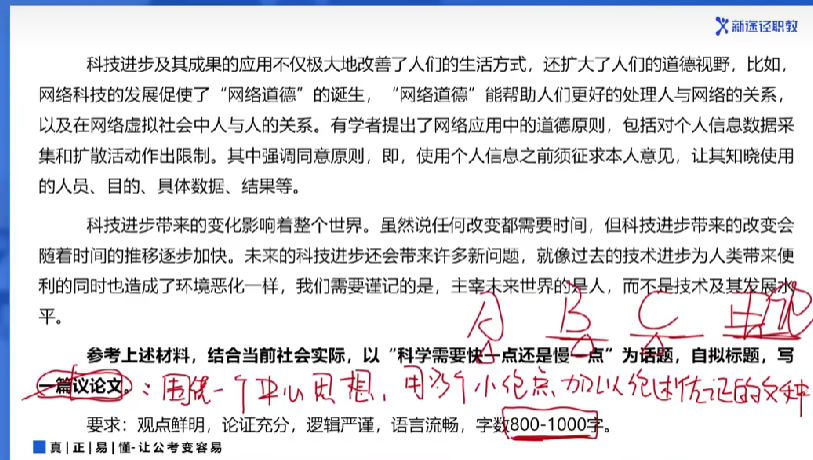 新途径职教
科技进步及其成果的应用不仅极大地改善了人们的生活方式，还扩大了人们的道德视野，比如，
网络科技的发展促使了“网络道德”的诞生，“网络道德”能帮助人们更好的处理人与网络的关系，
以及在网络虚拟社会中人与人的关系。有学者提出了网络应用中的道德原则，包括对个人信息数据采
集和扩散活动作出限制。其中强调同意原则，即，使用个人信息之前须征求本人意见，让其知晓使用
的人员、目的、具体数据、结果等。
科技进步带来的变化影响着整个世界。虽然说任何改变都需要时间，但科技进步带来的改变会
随着时间的推移逐步加快。未来的科技进步还会带来许多新问题，就像过去的技术进步为人类带来便
利的同时也造成了环境恶化一样，我们需要谨记的是，主宰未来世界的是人，而不是技术及其发展水
平。
A B C
参考上述材料，结合当前社会实际，以“科学需要快一点还是慢一点”为话题，自拟标题，写
一篇议论文。：围绕一个中心思想，用多个小论点加以论述佐证的文种
要求：观点鲜明，论证充分，逻辑严谨，语言流畅，字数800-1000字。
真|正|易|懂-让公考变容易